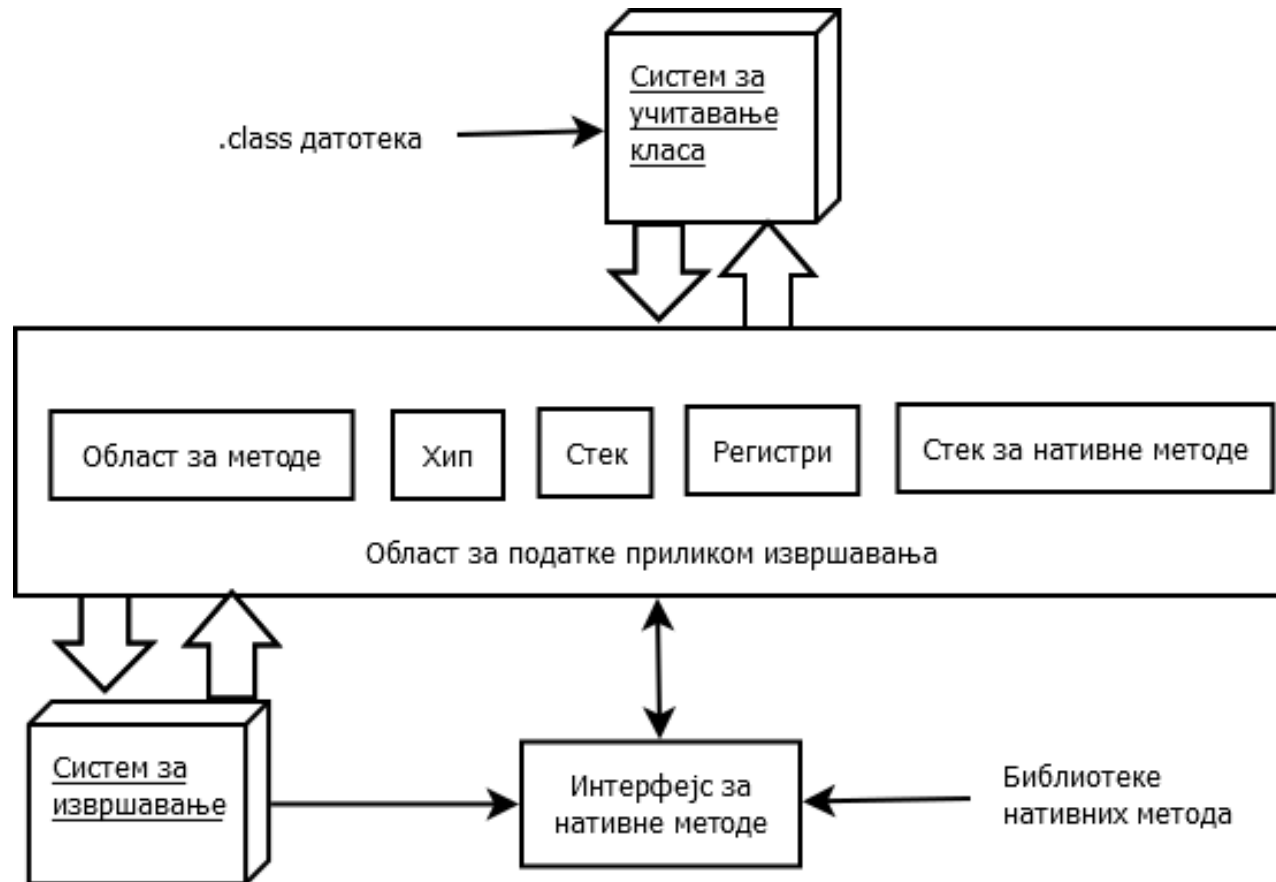 Систем за
учитавање
класа
.class датотека
Област за методе
Хип
Стек
Регистри
Стек за нативне методе
Област за податке приликом извршавања
Систем за
извршавање
Интерфејс за
нативне методе
Библиотеке
нативних метода